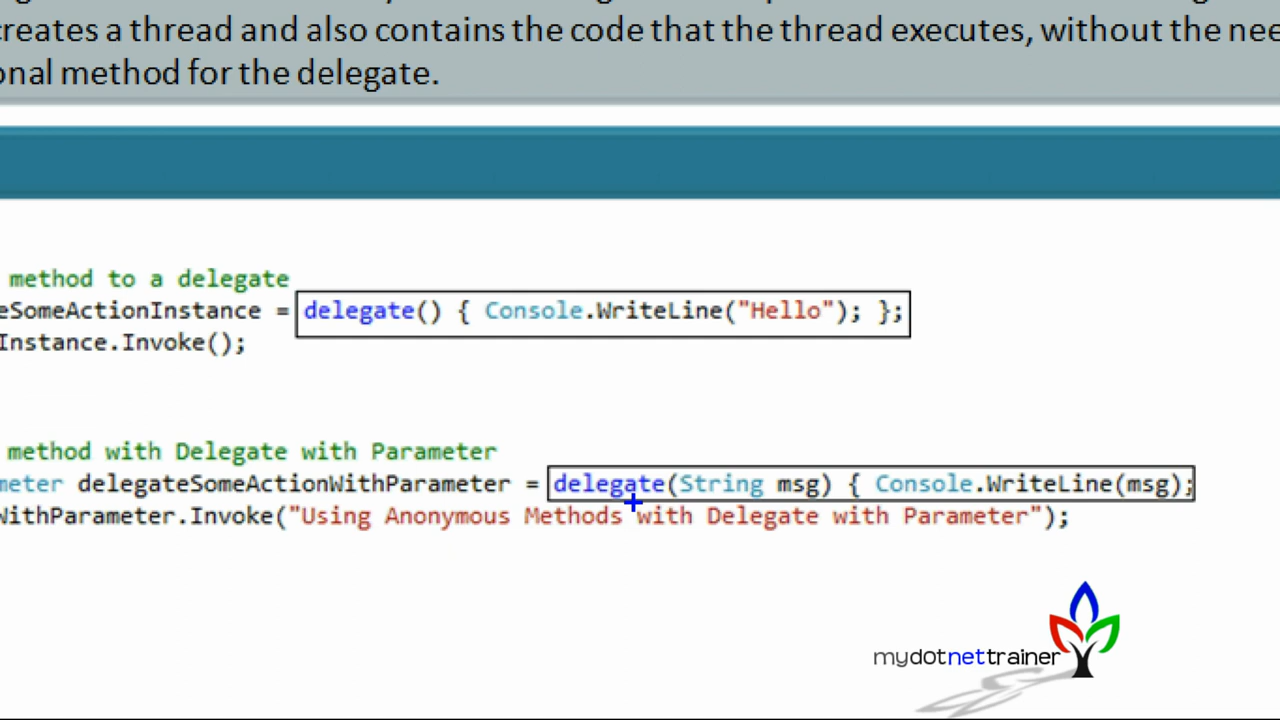 creates a thread and also contains the code that the thread executes, without the nee
onal method for the delegate.
method to a delegate
eSomeActionInstance = delegate() { Console.WriteLine("Hello"); };
Instance.Invoke();
method with Delegate with Parameter
meter delegateSomeActionWithParameter = delegate(String msg) { Console.WriteLine(msg);
WithParameter.Invoke("Using Anonymous Methods with Delegate with Parameter");
mydotnettrainer